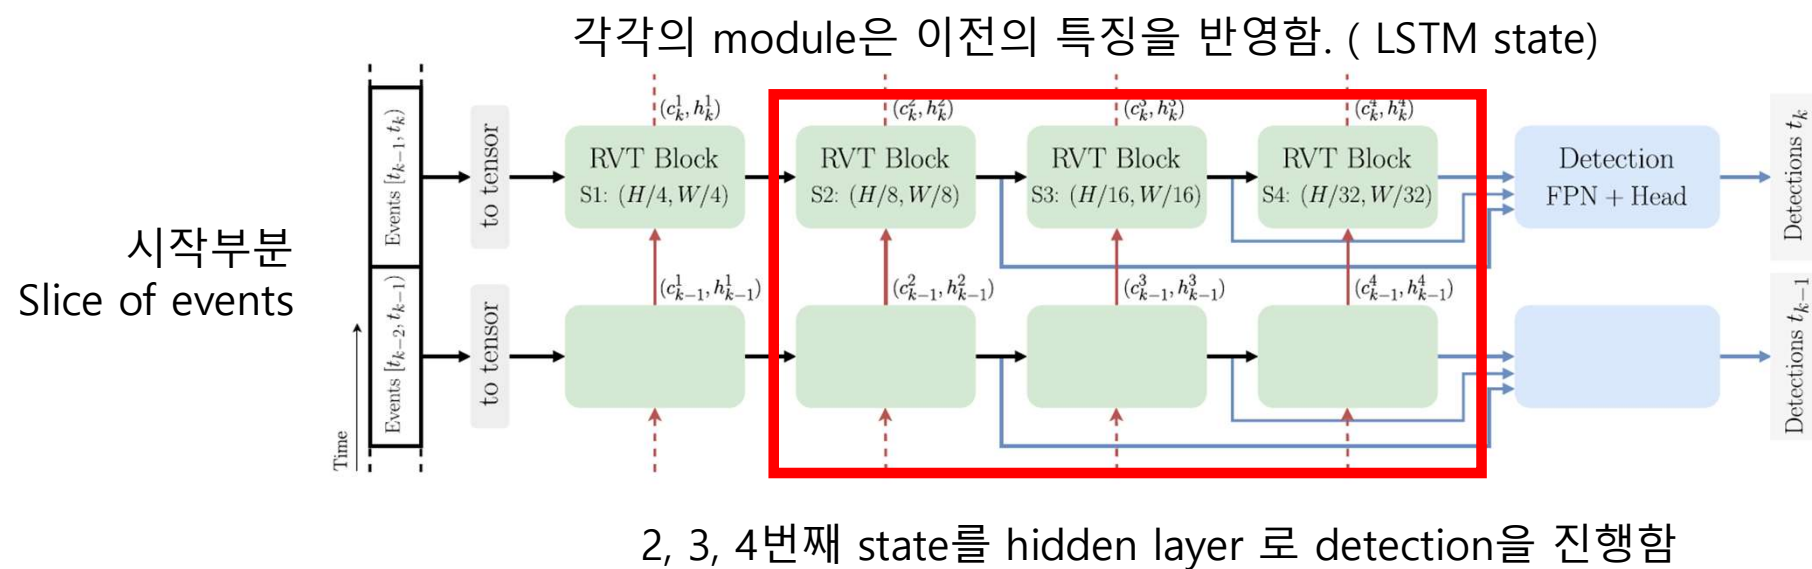 각각의 module은 이전의 특징을 반영함. ( LSTM state)
시작부분
Slice of events
Time
Events [t_{k-1}, t_k)
Events [t_{k-2}, t_{k-1})
to tensor
to tensor
(c_k^1, h_k^1)
(c_k^2, h_k^2)
(c_k^3, h_k^3)
(c_k^4, h_k^4)
RVT Block
S1: (H/4, W/4)
RVT Block
S2: (H/8, W/8)
RVT Block
S3: (H/16, W/16)
RVT Block
S4: (H/32, W/32)
Detection
FPN + Head
Detections t_k
(c_{k-1}^1, h_{k-1}^1)
(c_{k-1}^2, h_{k-1}^2)
(c_{k-1}^3, h_{k-1}^3)
(c_{k-1}^4, h_{k-1}^4)
Detections t_{k-1}
2, 3, 4번째 state를 hidden layer 로 detection을 진행함